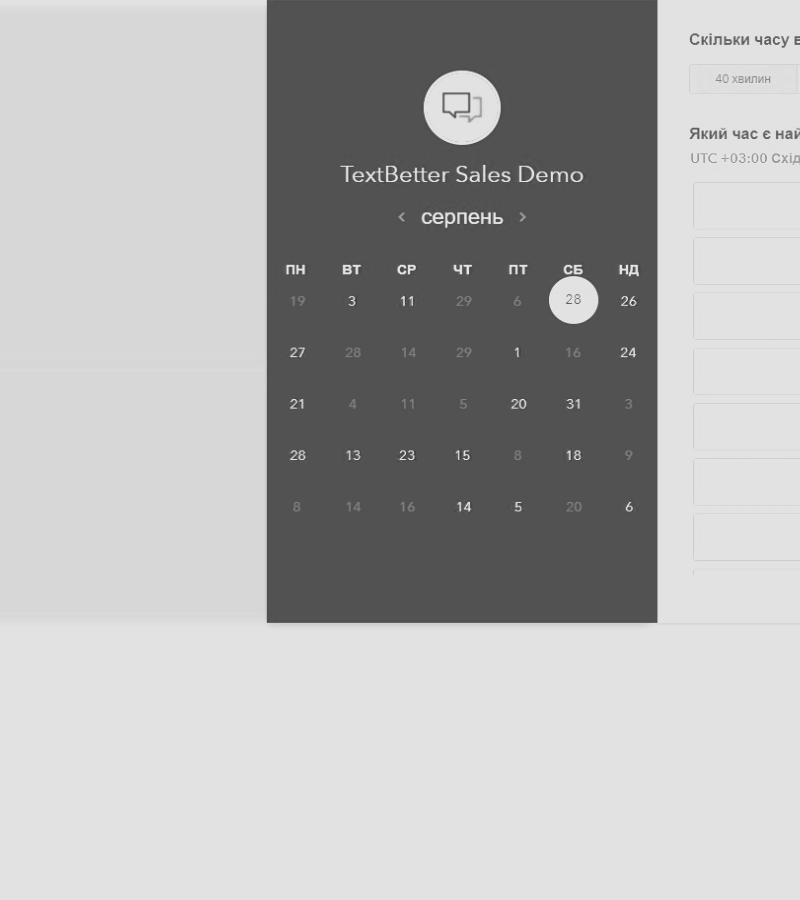 TextBetter Sales Demo
серпень
ПН ВТ СР ЧТ ПТ СБ НД
19 3 11 29 6 28 26
27 28 14 29 1 16 24
21 4 11 5 20 31 3
28 13 23 15 8 18 9
8 14 16 14 5 20 6
Скільки часу в
40 хвилин
Який час є най
UTC +03:00 Схід